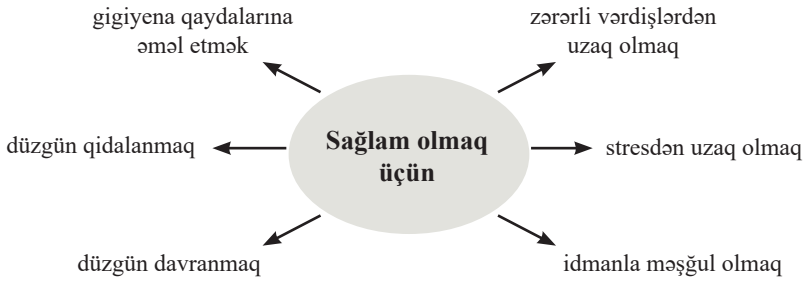 gigiyena qaydalarına
əməl etmək
zərərli vərdişlərdən
uzaq olmaq
düzgün qidalanmaq
Sağlam olmaq
üçün
stresdən uzaq olmaq
düzgün davranmaq
idmanla məşğul olmaq